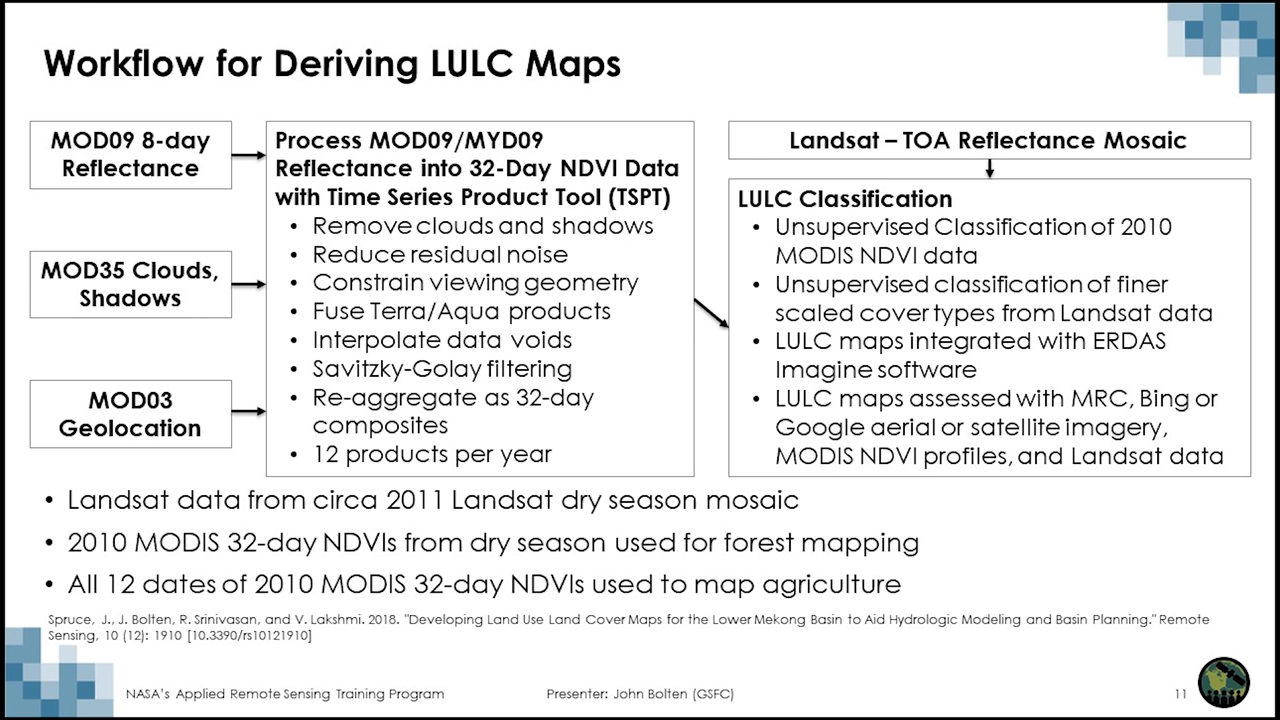 Workflow for Deriving LULC Maps
MOD09 8-day
Reflectance
MOD35 Clouds,
Shadows
MOD03
Geolocation
Process MOD09/MYD09
Reflectance into 32-Day NDVI Data
with Time Series Product Tool (TSPT)
• Remove clouds and shadows
• Reduce residual noise
• Constrain viewing geometry
• Fuse Terra/Aqua products
• Interpolate data voids
• Savitzky-Golay filtering
• Re-aggregate as 32-day
composites
• 12 products per year
Landsat – TOA Reflectance Mosaic
LULC Classification
• Unsupervised Classification of 2010
MODIS NDVI data
• Unsupervised classification of finer
scaled cover types from Landsat data
• LULC maps integrated with ERDAS
Imagine software
• LULC maps assessed with MRC, Bing or
Google aerial or satellite imagery,
MODIS NDVI profiles, and Landsat data
• Landsat data from circa 2011 Landsat dry season mosaic
• 2010 MODIS 32-day NDVIs from dry season used for forest mapping
• All 12 dates of 2010 MODIS 32-day NDVIs used to map agriculture
Spruce, J., J. Bolten, R. Srinivasan, and V. Lakshmi. 2018. "Developing Land Use Land Cover Maps for the Lower Mekong Basin to Aid Hydrologic Modeling and Basin Planning." Remote
Sensing, 10 (12): 1910 [10.3390/rs10121910]
NASA's Applied Remote Sensing Training Program
Presenter: John Bolten (GSFC)
11